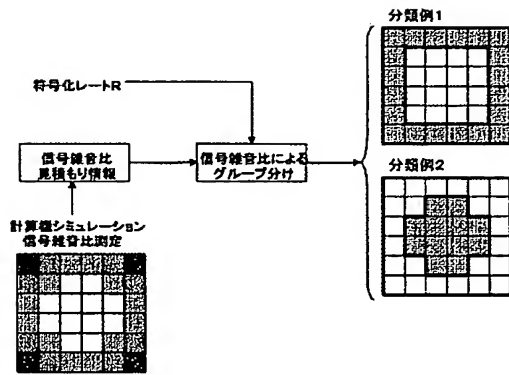 分類例1
符号化レートR
信号雑音比
見積もり情報
信号雑音比による
グループ分け
分類例2
計算機シミュレーション
信号雑音比測定